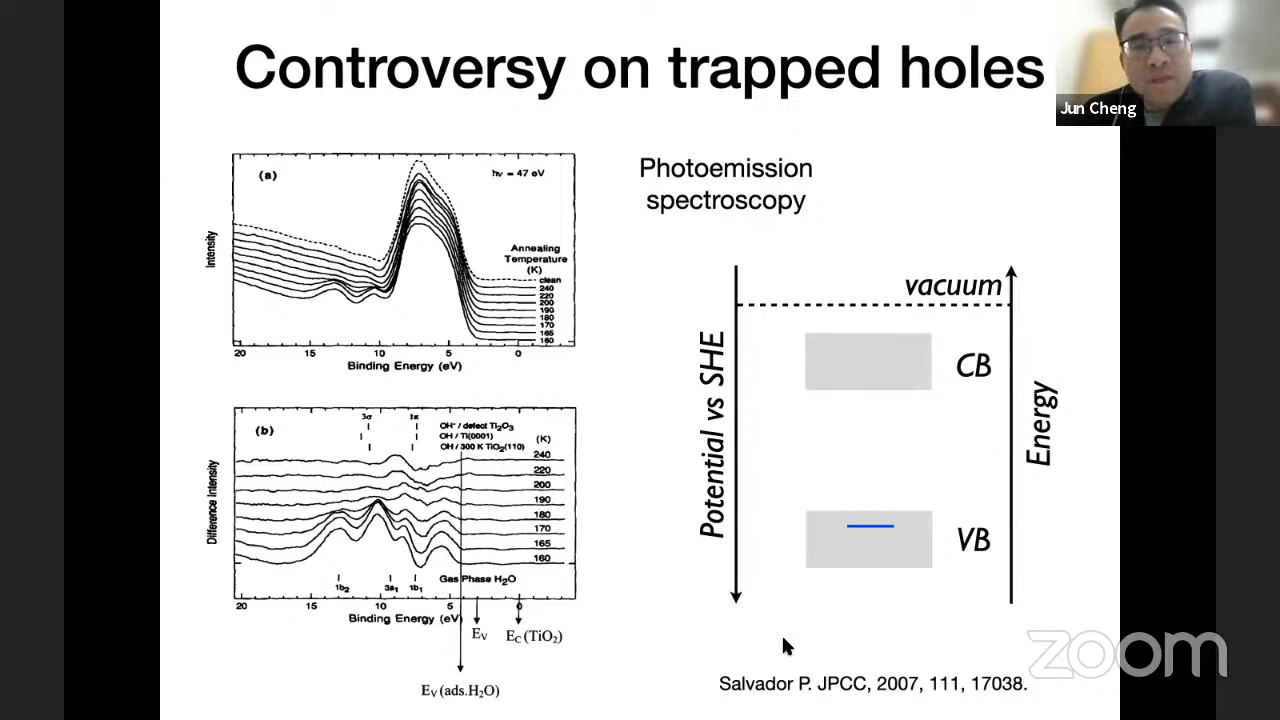 Controversy on trapped holes
Jun Cheng
Photoemission
spectroscopy
(a)
hν = 47 eV
Intensity
Annealing
Temperature
(K)
clean
240
220
200
190
180
170
165
160
20 15 10 5 0
Binding Energy (eV)
(b)
3σ 1π
OH⁻ / defect Ti₂O₃
OH / Ti(0001)
OH / 300 K TiO₂(110)
(K)
Difference Intensity
240
220
200
190
180
170
165
160
Gas Phase H₂O
1b₂ 3a₁ 1b₁
20 15 10 5 0
Binding Energy (eV)
E_V E_C (TiO₂)
E_V (ads.H₂O)
vacuum
Potential vs SHE
CB
Energy
VB
Salvador P. JPCC, 2007, 111, 17038.
zoom